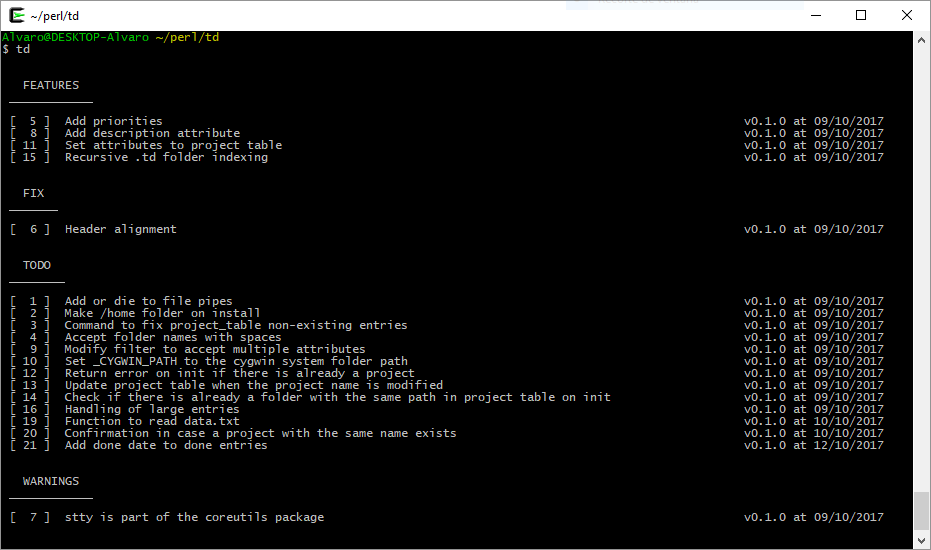 ~/perl/td
Alvaro@DESKTOP-Alvaro ~/perl/td
$ td
FEATURES
[  5 ]  Add priorities v0.1.0 at 09/10/2017
[  8 ]  Add description attribute v0.1.0 at 09/10/2017
[ 11 ]  Set attributes to project table v0.1.0 at 09/10/2017
[ 15 ]  Recursive .td folder indexing v0.1.0 at 09/10/2017
FIX
[  6 ]  Header alignment v0.1.0 at 09/10/2017
TODO
[  1 ]  Add or die to file pipes v0.1.0 at 09/10/2017
[  2 ]  Make /home folder on install v0.1.0 at 09/10/2017
[  3 ]  Command to fix project_table non-existing entries v0.1.0 at 09/10/2017
[  4 ]  Accept folder names with spaces v0.1.0 at 09/10/2017
[  9 ]  Modify filter to accept multiple attributes v0.1.0 at 09/10/2017
[ 10 ]  Set _CYGWIN_PATH to the cygwin system folder path v0.1.0 at 09/10/2017
[ 12 ]  Return error on init if there is already a project v0.1.0 at 09/10/2017
[ 13 ]  Update project table when the project name is modified v0.1.0 at 09/10/2017
[ 14 ]  Check if there is already a folder with the same path in project table on init v0.1.0 at 09/10/2017
[ 16 ]  Handling of large entries v0.1.0 at 09/10/2017
[ 19 ]  Function to read data.txt v0.1.0 at 10/10/2017
[ 20 ]  Confirmation in case a project with the same name exists v0.1.0 at 10/10/2017
[ 21 ]  Add done date to done entries v0.1.0 at 12/10/2017
WARNINGS
[  7 ]  stty is part of the coreutils package v0.1.0 at 09/10/2017